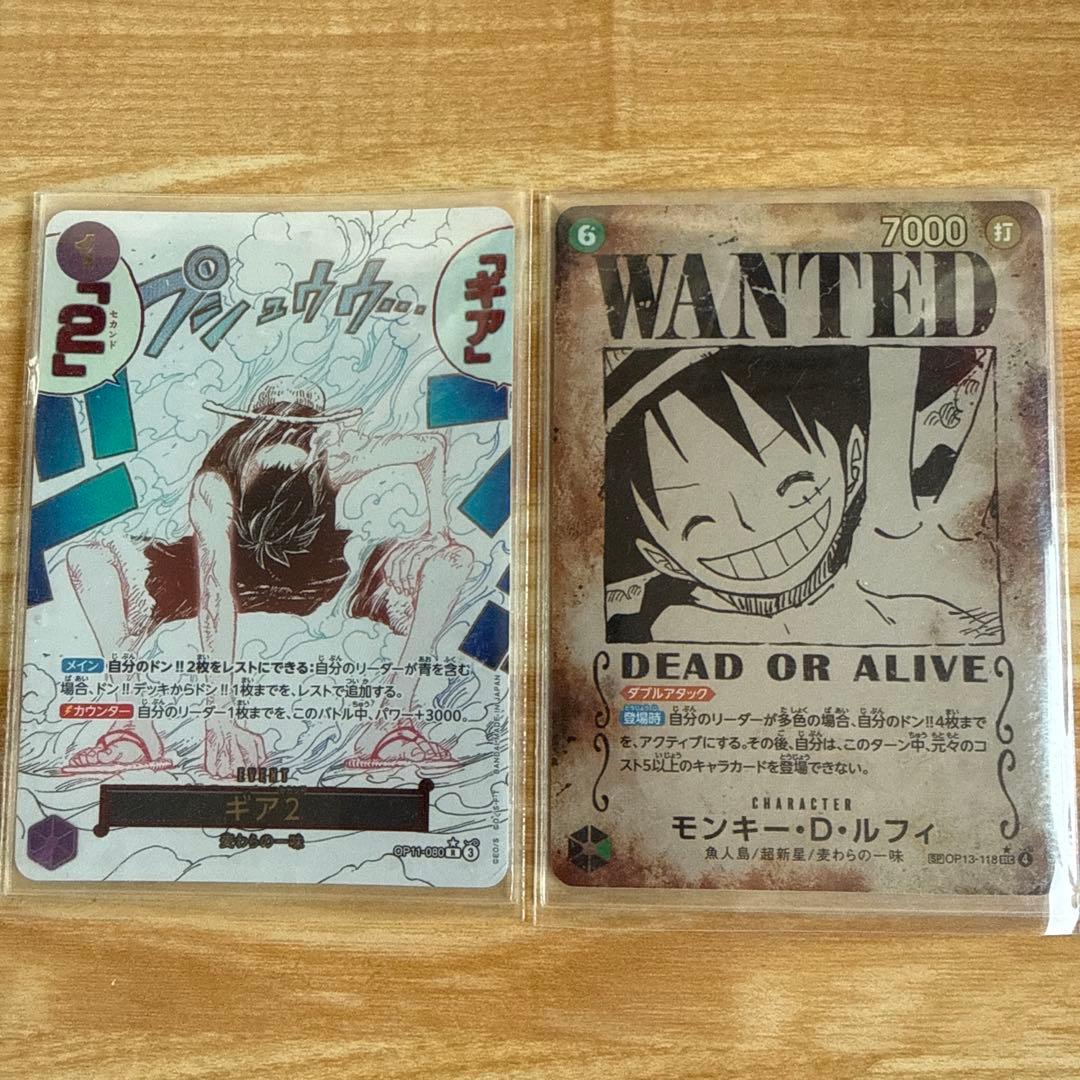 1
「2」
セカンド
プシュウウ...
「ギア」
メイン 自分のドン!!2枚をレストにできる:自分のリーダーが青を含む
場合、ドン!!デッキからドン!!1枚までを、レストで追加する。
カウンター 自分のリーダー1枚までを、このバトル中、パワー+3000。
EVENT
ギア2
麦わらの一味
OP11-080 R 3
BANDAI・MADE IN JAPAN
6
7000 打
WANTED
DEAD OR ALIVE
ダブルアタック
登場時 自分のリーダーが多色の場合、自分のドン!!4枚まで
を、アクティブにする。その後、自分は、このターン中、元々のコ
スト5以上のキャラカードを登場できない。
CHARACTER
モンキー・D・ルフィ
魚人島/超新星/麦わらの一味
SP OP13-118 SEC 4